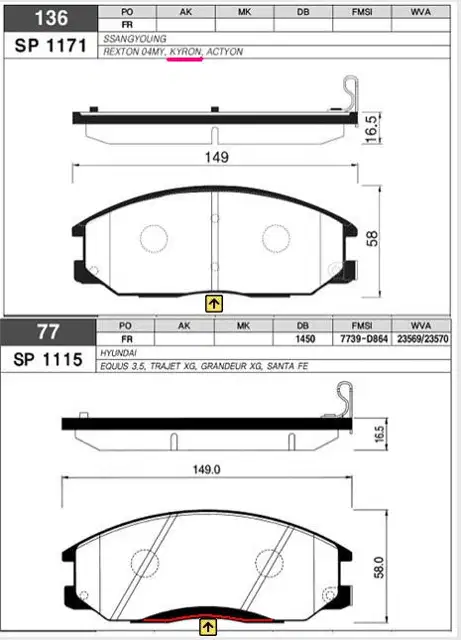 136 PO AK MK DB FMSI WVA
FR
SP 1171 SSANGYOUNG
REXTON 04MY, KYRON, ACTYON
16.5
149
58
77 PO AK MK DB FMSI WVA
FR 1450 7739-D864 23569/23570
SP 1115 HYUNDAI
EQUUS 3.5, TRAJET XG, GRANDEUR XG, SANTA FE
16.5
149.0
58.0